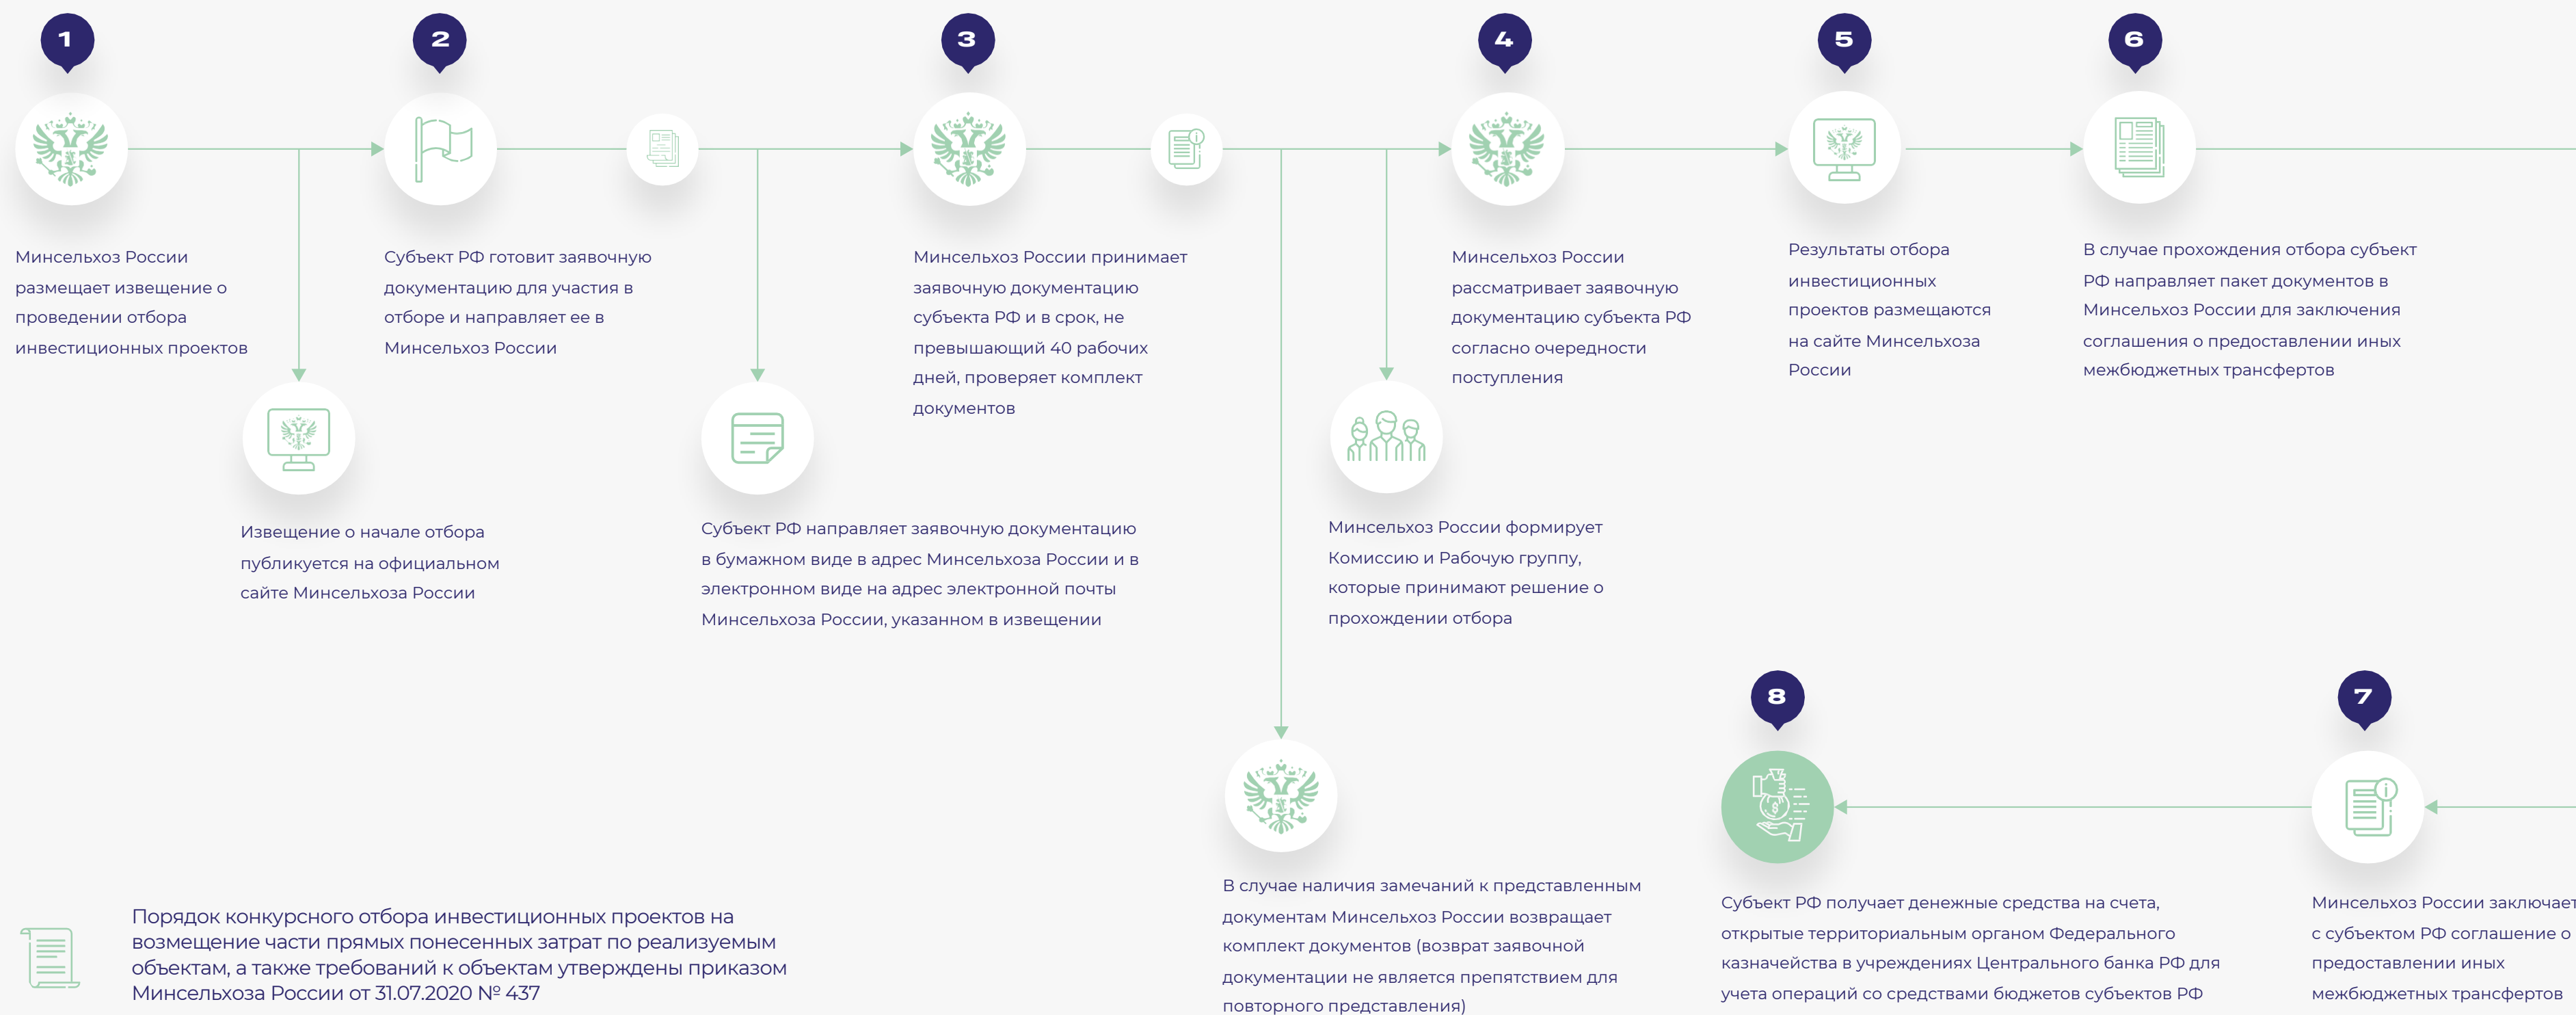 1
Минсельхоз России
размещает извещение о
проведении отбора
инвестиционных проектов
Извещение о начале отбора
публикуется на официальном
сайте Минсельхоза России
2
Субъект РФ готовит заявочную
документацию для участия в
отборе и направляет ее в
Минсельхоз России
Субъект РФ направляет заявочную документацию
в бумажном виде в адрес Минсельхоза России и в
электронном виде на адрес электронной почты
Минсельхоза России, указанном в извещении
3
Минсельхоз России принимает
заявочную документацию
субъекта РФ и в срок, не
превышающий 40 рабочих
дней, проверяет комплект
документов
В случае наличия замечаний к представленным
документам Минсельхоз России возвращает
комплект документов (возврат заявочной
документации не является препятствием для
повторного представления)
Минсельхоз России формирует
Комиссию и Рабочую группу,
которые принимают решение о
прохождении отбора
4
Минсельхоз России
рассматривает заявочную
документацию субъекта РФ
согласно очередности
поступления
5
Результаты отбора
инвестиционных
проектов размещаются
на сайте Минсельхоза
России
6
В случае прохождения отбора субъект
РФ направляет пакет документов в
Минсельхоз России для заключения
соглашения о предоставлении иных
межбюджетных трансфертов
7
Минсельхоз России заключает
с субъектом РФ соглашение о
предоставлении иных
межбюджетных трансфертов
8
$
Субъект РФ получает денежные средства на счета,
открытые территориальным органом Федерального
казначейства в учреждениях Центрального банка РФ для
учета операций со средствами бюджетов субъектов РФ
Порядок конкурсного отбора инвестиционных проектов на
возмещение части прямых понесенных затрат по реализуемым
объектам, а также требований к объектам утверждены приказом
Минсельхоза России от 31.07.2020 № 437